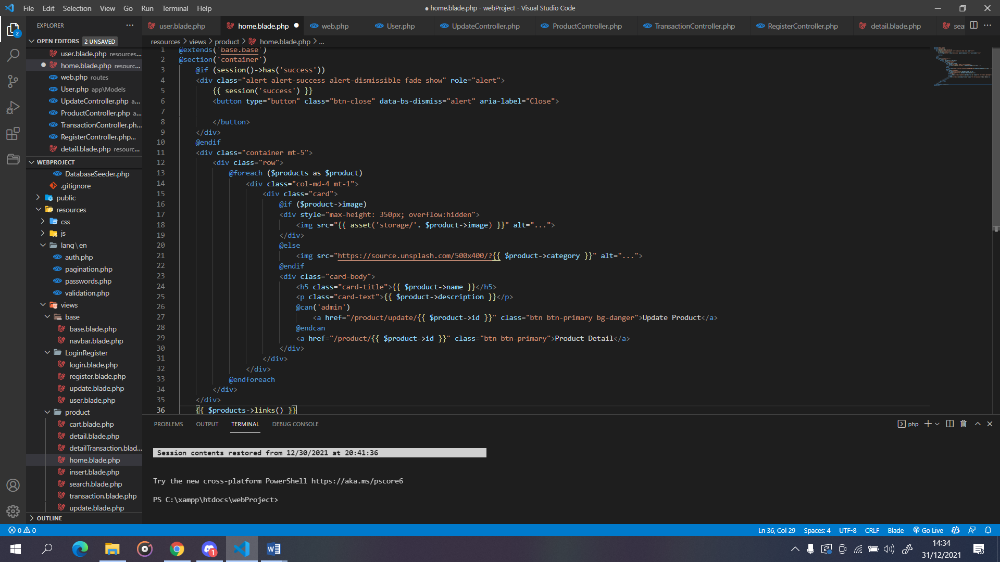 File Edit Selection View Go Run Terminal Help
● home.blade.php - webProject - Visual Studio Code
EXPLORER
user.blade.php home.blade.php web.php User.php UpdateController.php ProductController.php TransactionController.php RegisterController.php detail.blade.php sea
resources > views > product > home.blade.php > ...
OPEN EDITORS 2 UNSAVED
user.blade.php resources...
home.blade.php resourc...
web.php routes
User.php app\Models
UpdateController.php a...
ProductController.php a...
TransactionController.ph...
RegisterController.php...
detail.blade.php resourc...
WEBPROJECT
DatabaseSeeder.php
.gitignore
public
resources
css
js
lang\en
auth.php
pagination.php
passwords.php
validation.php
views
base
base.blade.php
navbar.blade.php
LoginRegister
login.blade.php
register.blade.php
update.blade.php
user.blade.php
product
cart.blade.php
detail.blade.php
detailTransaction.blad...
home.blade.php
insert.blade.php
search.blade.php
transaction.blade.php
update.blade.php
OUTLINE
1 @extends('base.base')
2 @section('container')
3 @if (session()->has('success'))
4 <div class="alert alert-success alert-dismissible fade show" role="alert">
5 {{ session('success') }}
6 <button type="button" class="btn-close" data-bs-dismiss="alert" aria-label="Close">
7
8 </button>
9 </div>
10 @endif
11 <div class="container mt-5">
12 <div class="row">
13 @foreach ($products as $product)
14 <div class="col-md-4 mt-1">
15 <div class="card">
16 @if ($product->image)
17 <div style="max-height: 350px; overflow:hidden">
18 <img src="{{ asset('storage/'. $product->image) }}" alt="...">
19 </div>
20 @else
21 <img src="https://source.unsplash.com/500x400/?{{ $product->category }}" alt="...">
22 @endif
23 <div class="card-body">
24 <h5 class="card-title">{{ $product->name }}</h5>
25 <p class="card-text">{{ $product->description }}</p>
26 @can('admin')
27 <a href="/product/update/{{ $product->id }}" class="btn btn-primary bg-danger">Update Product</a>
28 @endcan
29 <a href="/product/{{ $product->id }}" class="btn btn-primary">Product Detail</a>
30 </div>
31 </div>
32 </div>
33 @endforeach
34 </div>
35 </div>
36 {{ $products->links() }}
PROBLEMS OUTPUT TERMINAL DEBUG CONSOLE
php
Session contents restored from 12/30/2021 at 20:41:36
Try the new cross-platform PowerShell https://aka.ms/pscore6
PS C:\xampp\htdocs\webProject>
2
0 0
Ln 36, Col 29 Spaces: 4 UTF-8 CRLF Blade Go Live
1
14:34
31/12/2021